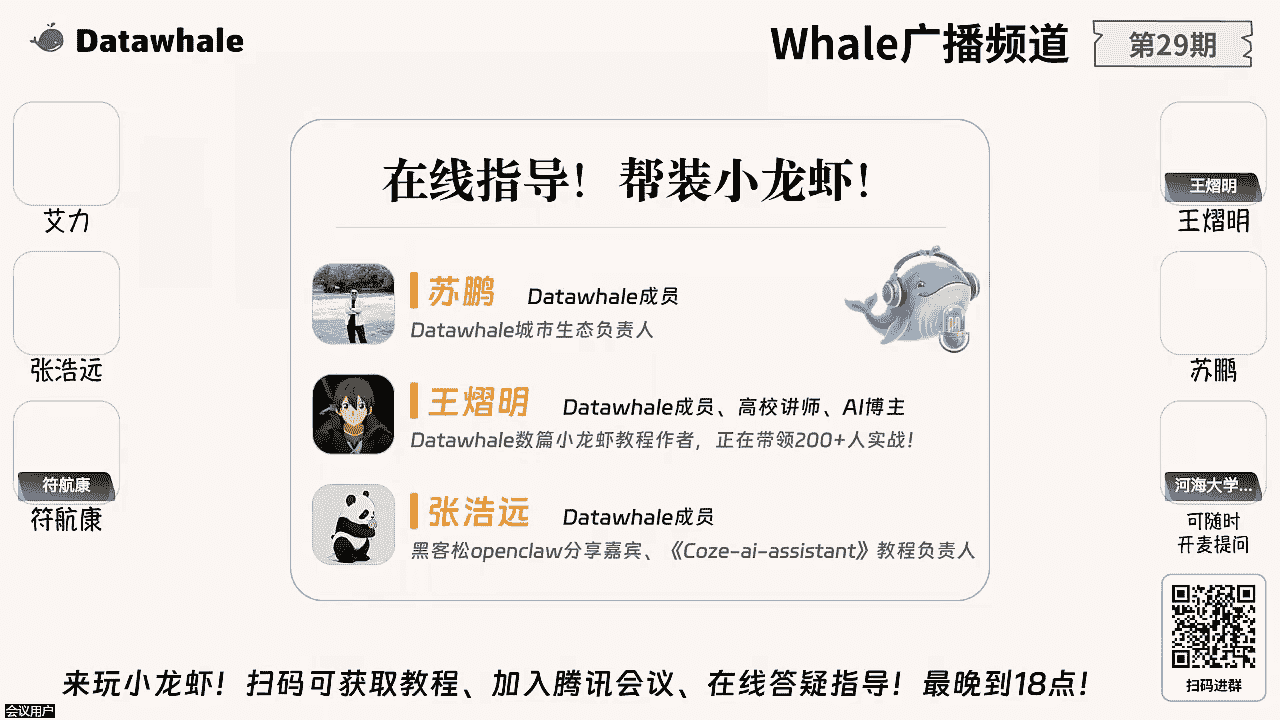 Datawhale
Whale广播频道
第29期
在线指导！帮装小龙虾！
苏鹏 Datawhale成员
Datawhale城市生态负责人
王熠明 Datawhale成员、高校讲师、AI博主
Datawhale数篇小龙虾教程作者，正在带领200+人实战！
张浩远 Datawhale成员
黑客松openclaw分享嘉宾、《Coze-ai-assistant》教程负责人
艾力
张浩远
符航康
符航康
王熠明
王熠明
苏鹏
河海大学...
可随时
开麦提问
扫码进群
来玩小龙虾！扫码可获取教程、加入腾讯会议、在线答疑指导！最晚到18点！
会议用户